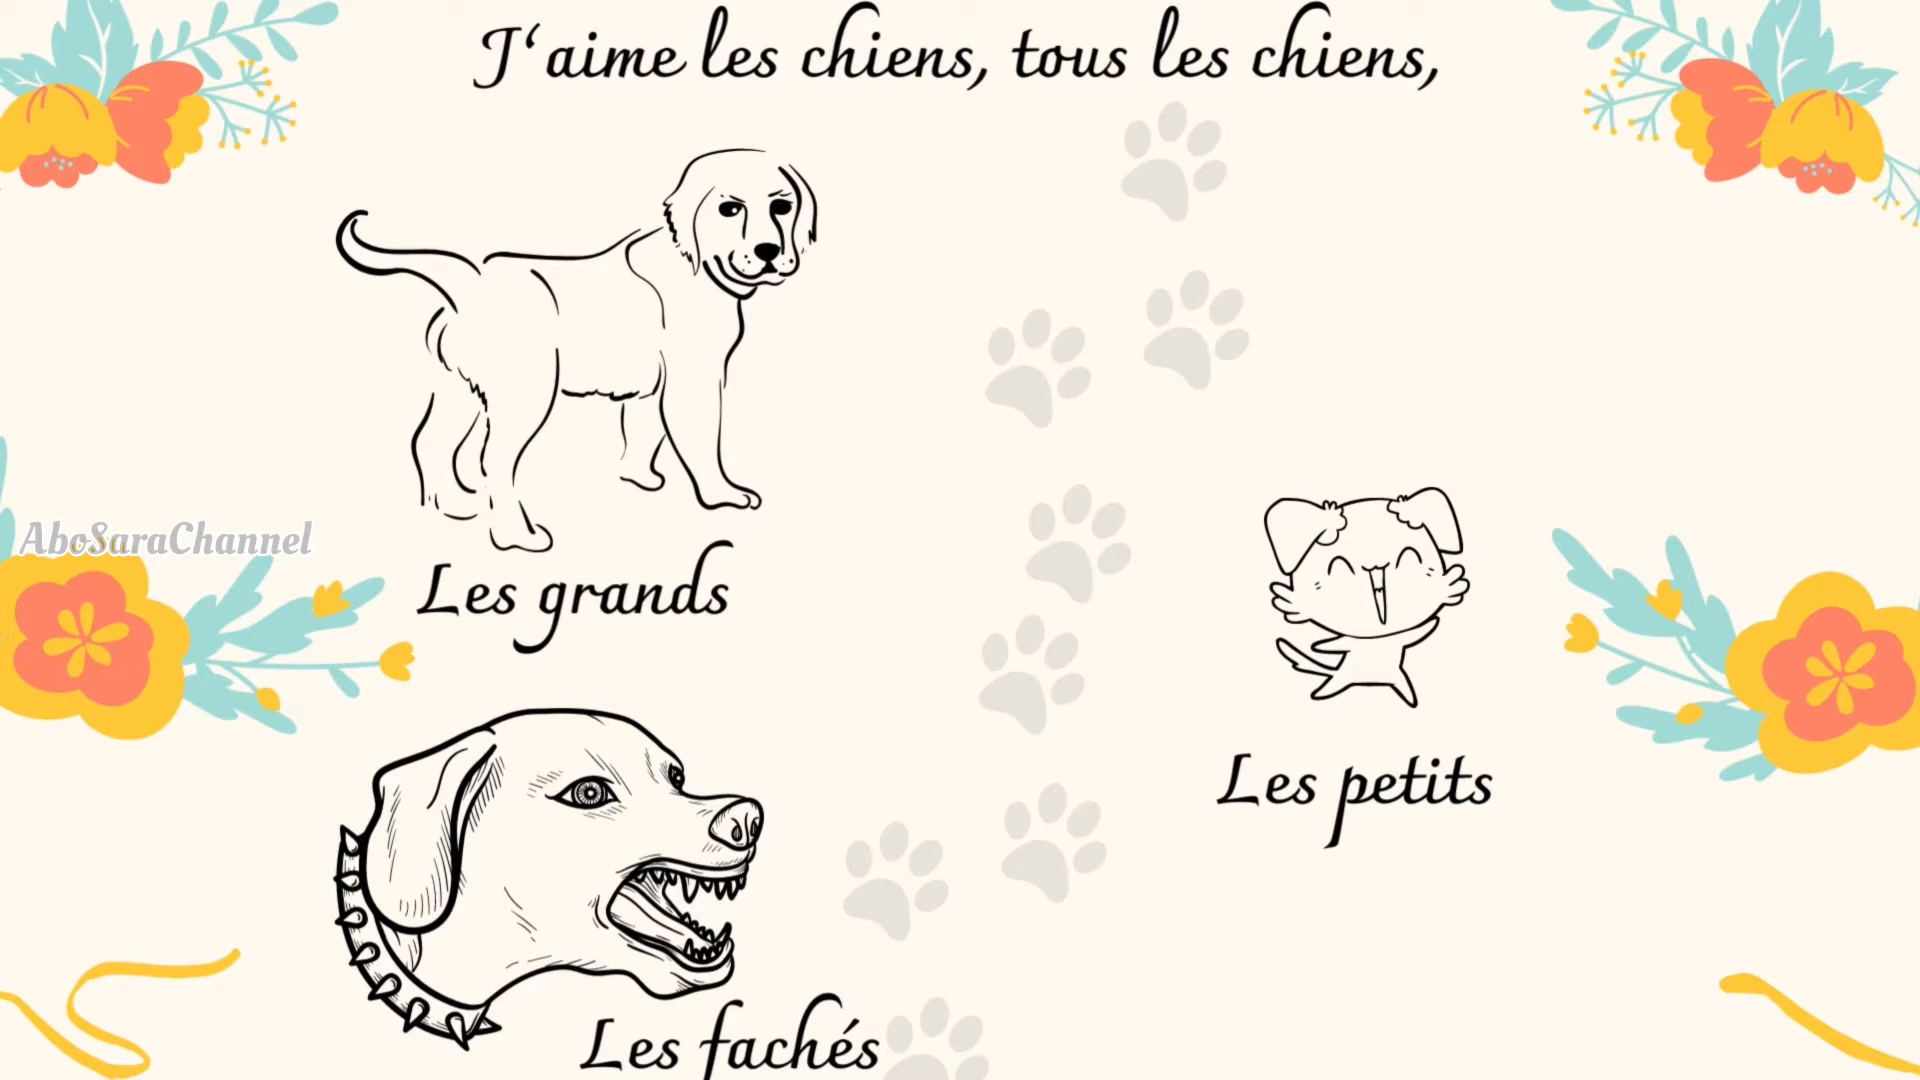 J‘aime les chiens, tous les chiens,
AboSaraChannel
Les grands
Les petits
Les fachés